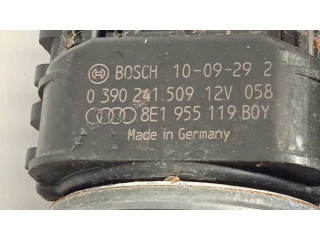 BOSCH 10-09-29 2
0 390 241 509 12V 058
8E1 955 119 BOY
Made in Germany